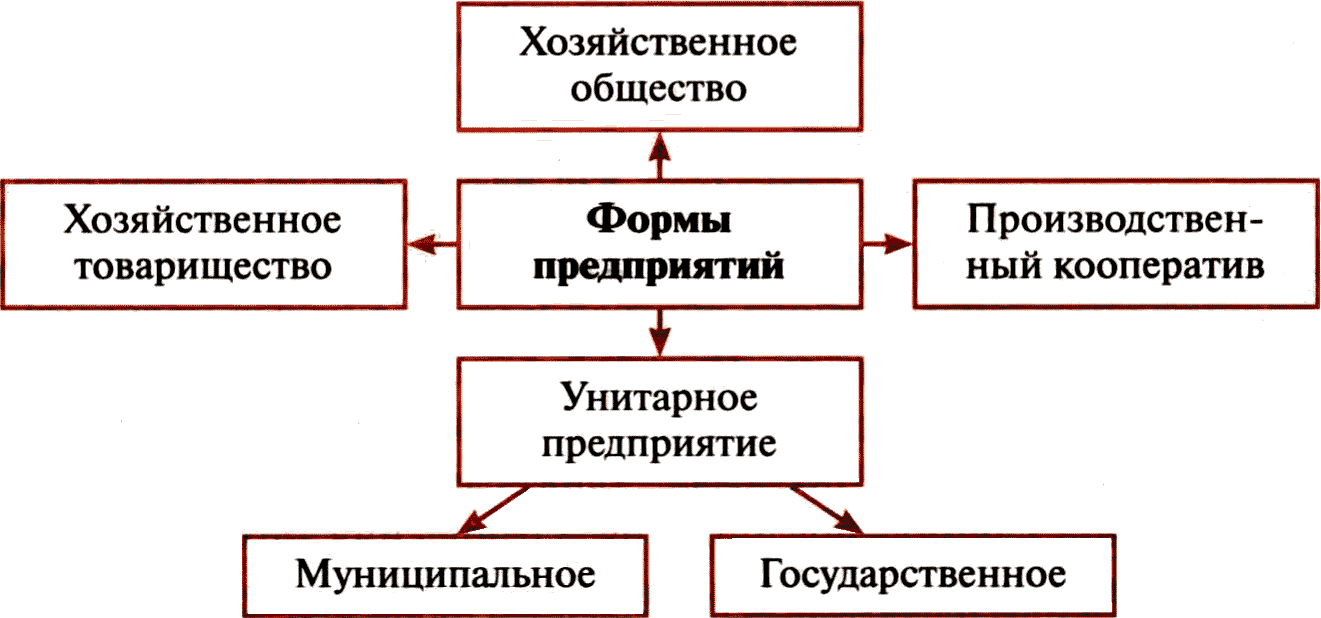 Хозяйственное
общество
Хозяйственное
товарищество
Формы
предприятий
Производствен-
ный кооператив
Унитарное
предприятие
Муниципальное
Государственное